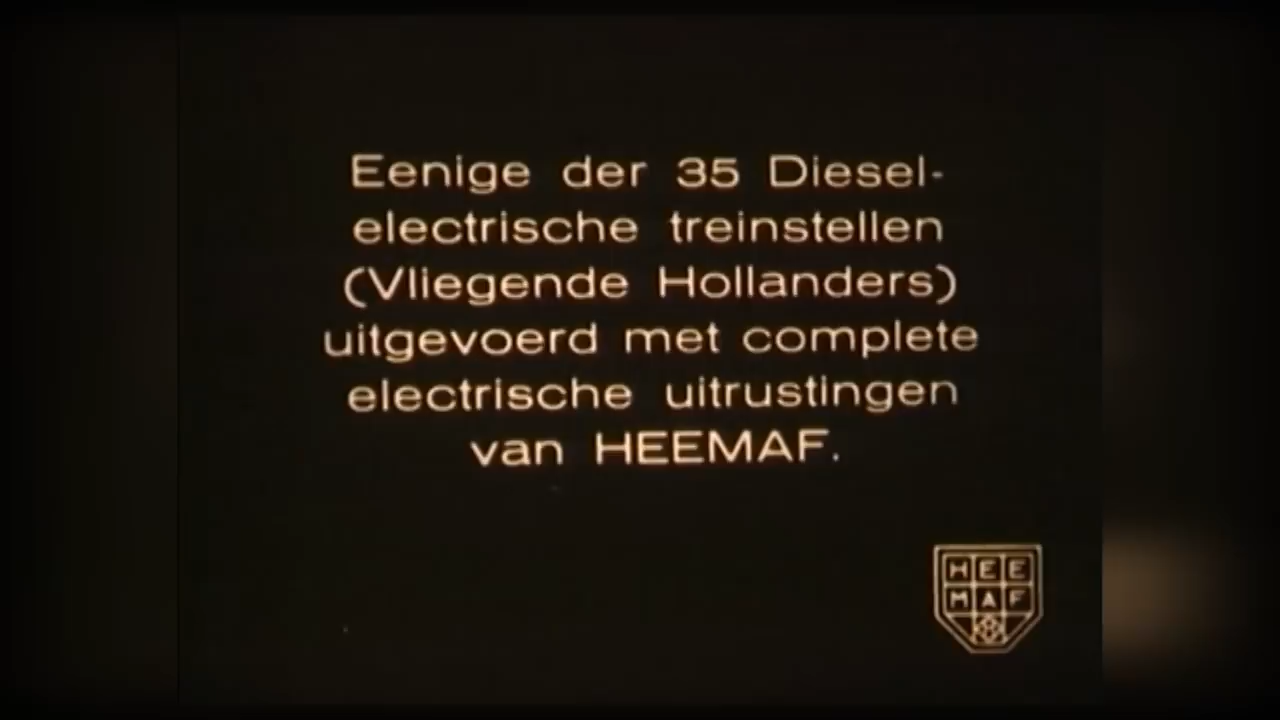 Eenige der 35 Diesel-
electrische treinstellen
(Vliegende Hollanders)
uitgevoerd met complete
electrische uitrustingen
van HEEMAF.
HEE
MAF